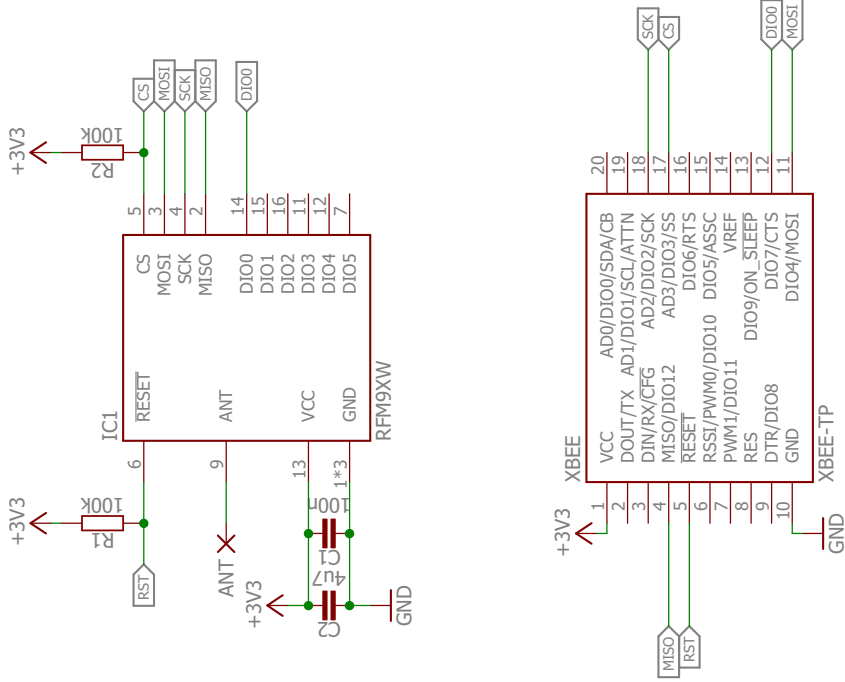 +3V3
R2
100k
CS
MOSI
SCK
MISO
DIO0
5
3
4
2
14
15
16
11
12
7
CS
MOSI
SCK
MISO
DIO0
DIO1
DIO2
DIO3
DIO4
DIO5
IC1
RESET
ANT
VCC
GND
RFM9XW
6
9
13
1*3
+3V3
R1
100k
RST
ANT
100n
C1
4u7
C2
+3V3
GND
SCK
CS
DIO0
MOSI
20
19
18
17
16
15
14
13
12
11
AD0/DIO0/SDA/CB
AD1/DIO1/SCL/ATTN
AD2/DIO2/SCK
AD3/DIO3/SS
DIO6/RTS
DIO5/ASSC
VREF
DIO9/ON_SLEEP
DIO7/CTS
DIO4/MOSI
XBEE
VCC
DOUT/TX
DIN/RX/CFG
MISO/DIO12
RESET
RSSI/PWM0/DIO10
PWM1/DIO11
RES
DTR/DIO8
GND
XBEE-TP
1
2
3
4
5
6
7
8
9
10
+3V3
GND
MISO
RST